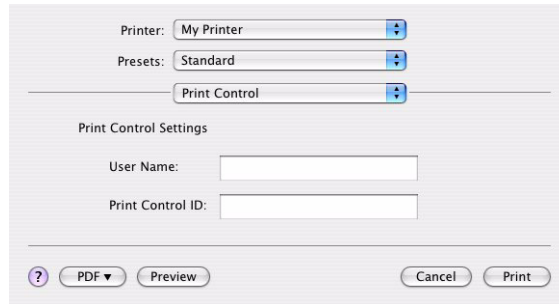 Printer: My Printer
Presets: Standard
Print Control
Print Control Settings
User Name:
Print Control ID:
? PDF ▼ Preview Cancel Print